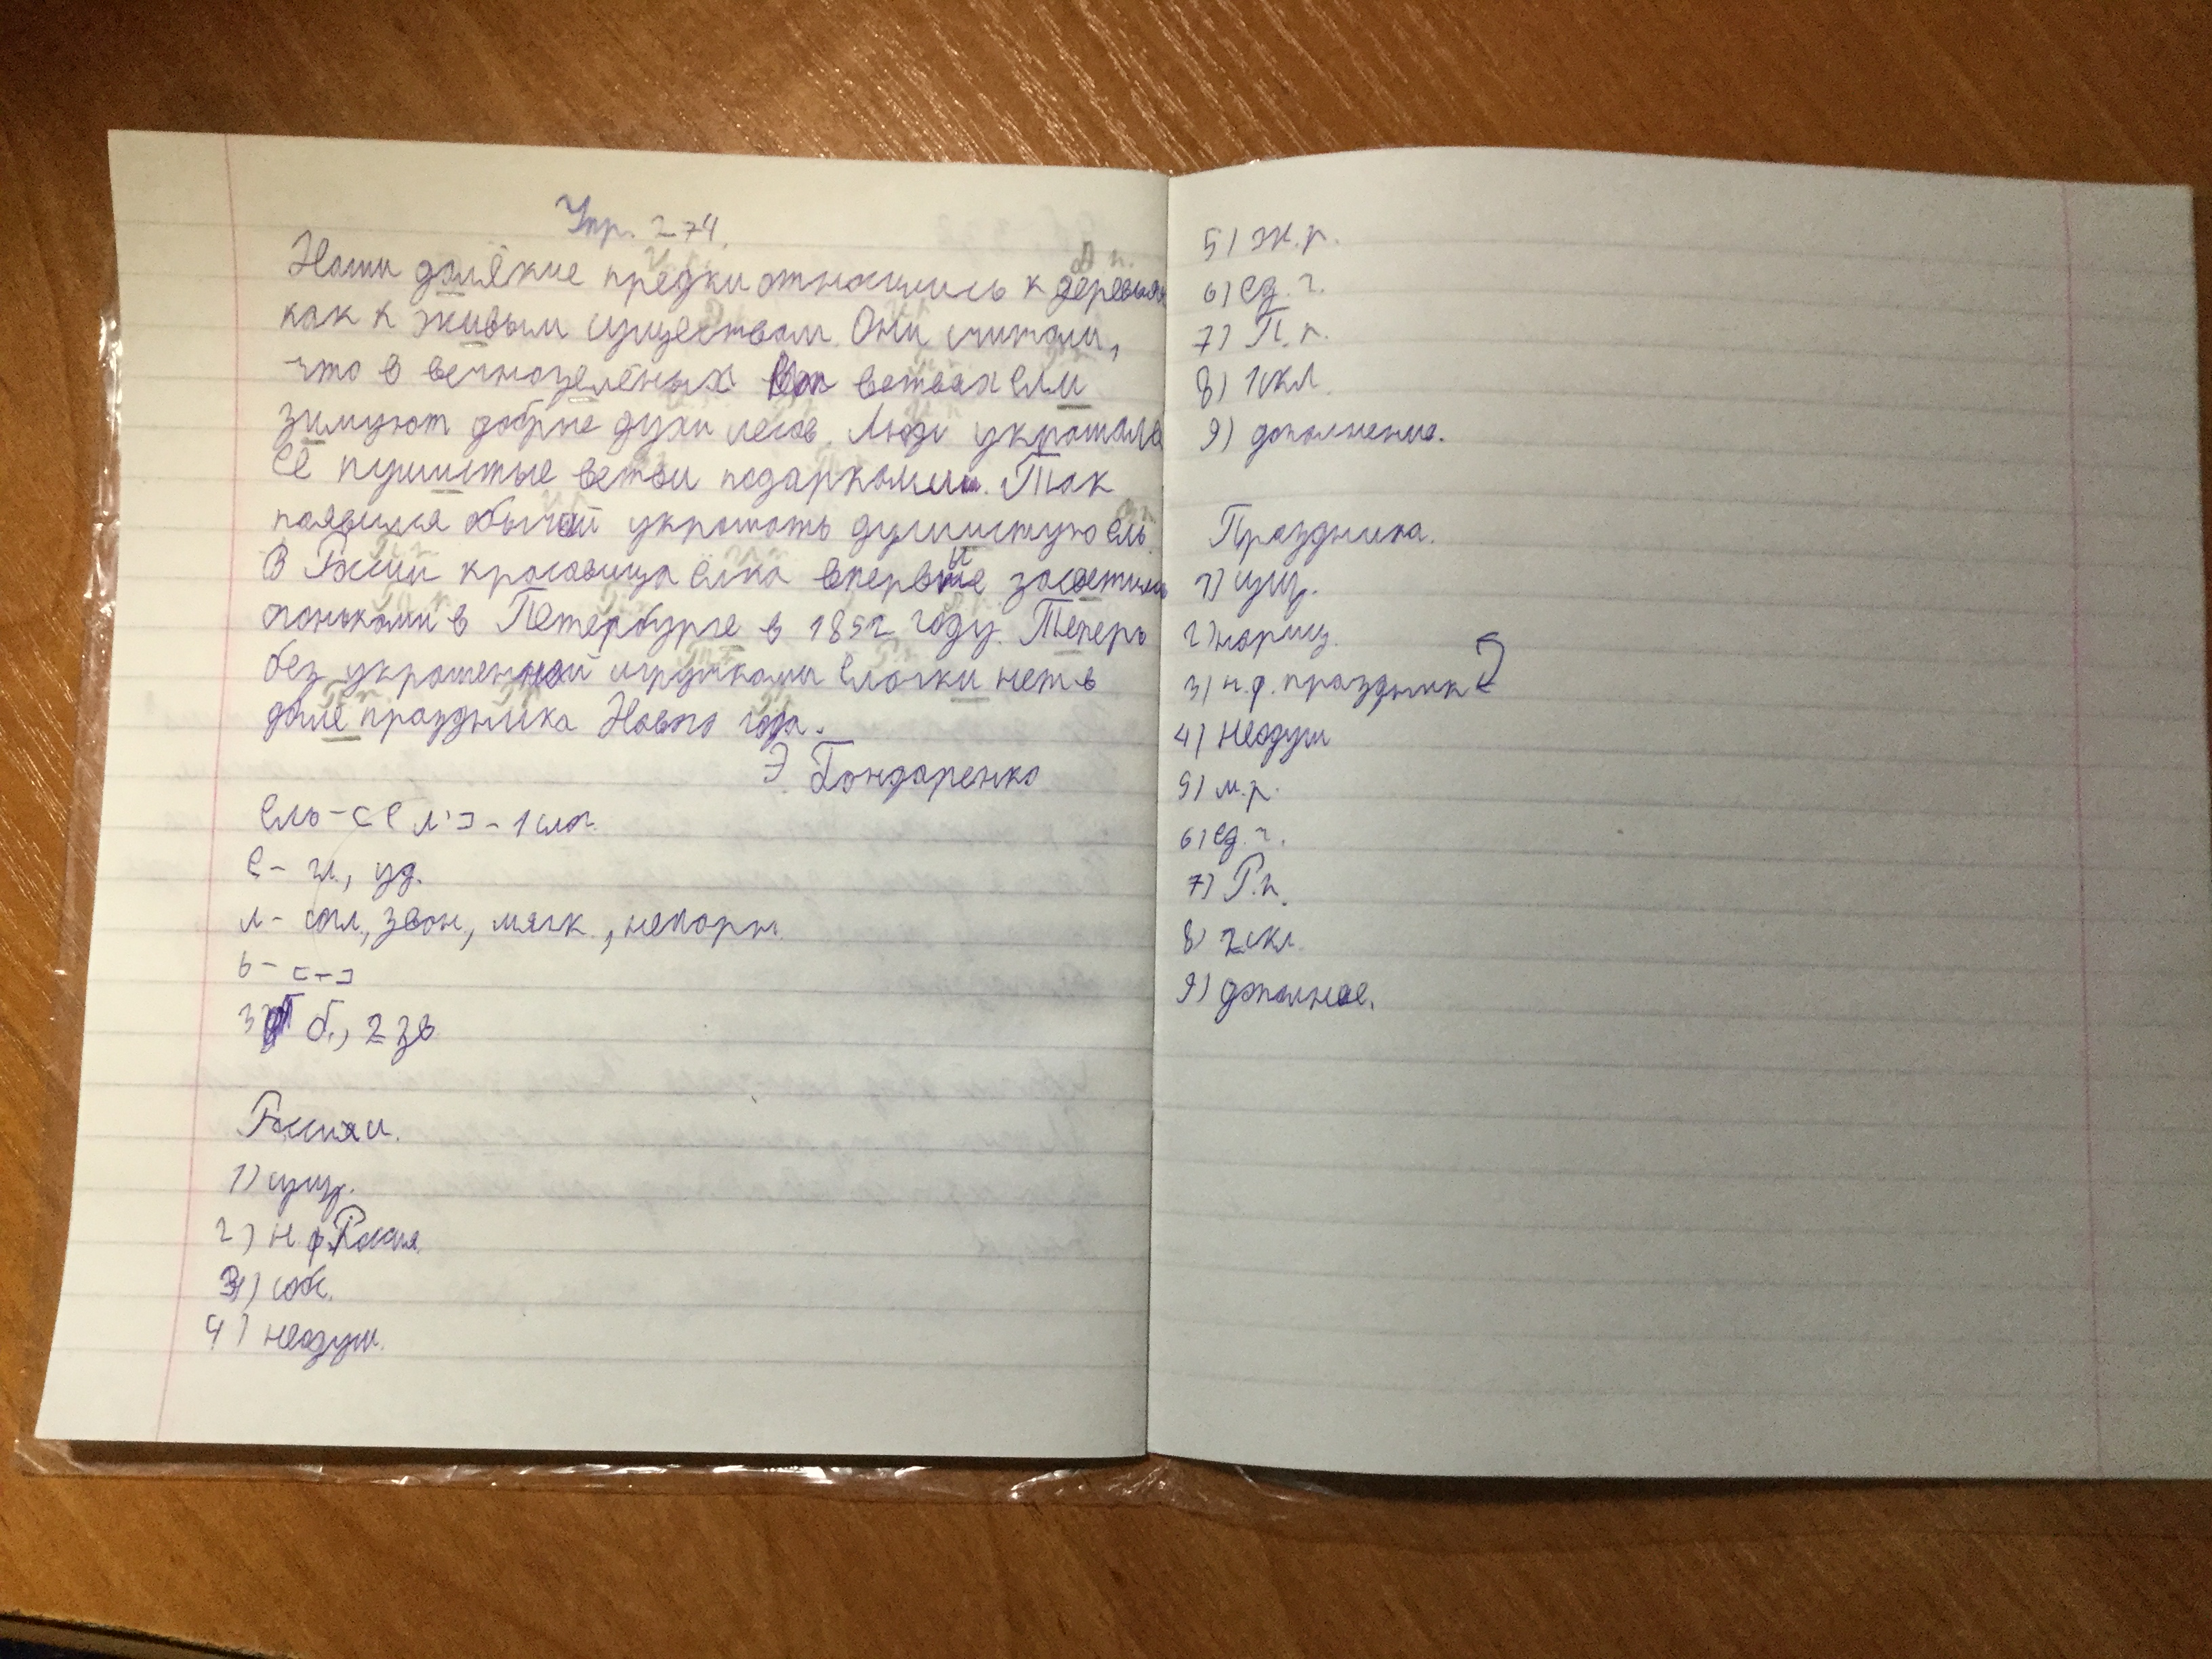 Упр. 274.
Наши далёкие предки относились к деревьям
как к живым существам. Они считали,
что в вечнозелёных ветвях ели
зимуют добрые духи лесов. Люди украшали
её пушистые ветви подарками. Так
появился обычай украшать душистую ель.
В России красавица ёлка впервые засветилась
огоньками в Петербурге в 1852 году. Теперь
без украшенной игрушками ёлочки нет в
доме праздника Нового года.
Э. Бондаренко
Ель - [е л'] - 1 слог.
е - гл., уд.
л - согл., звон., мягк., непарн.
ь - [-]
3 б., 2 зв.
России.
1) сущ.
2) н.ф. Россия.
3) соб.
4) неодуш.
5) ж.р.
6) ед.ч.
7) П.п.
8) 1 скл.
9) дополнение.
Праздника.
1) сущ.
2) нариц.
3) н.ф. праздник
4) неодуш
5) м.р.
6) ед.ч.
7) Р.п.
8) 2 скл.
9) дополнение.